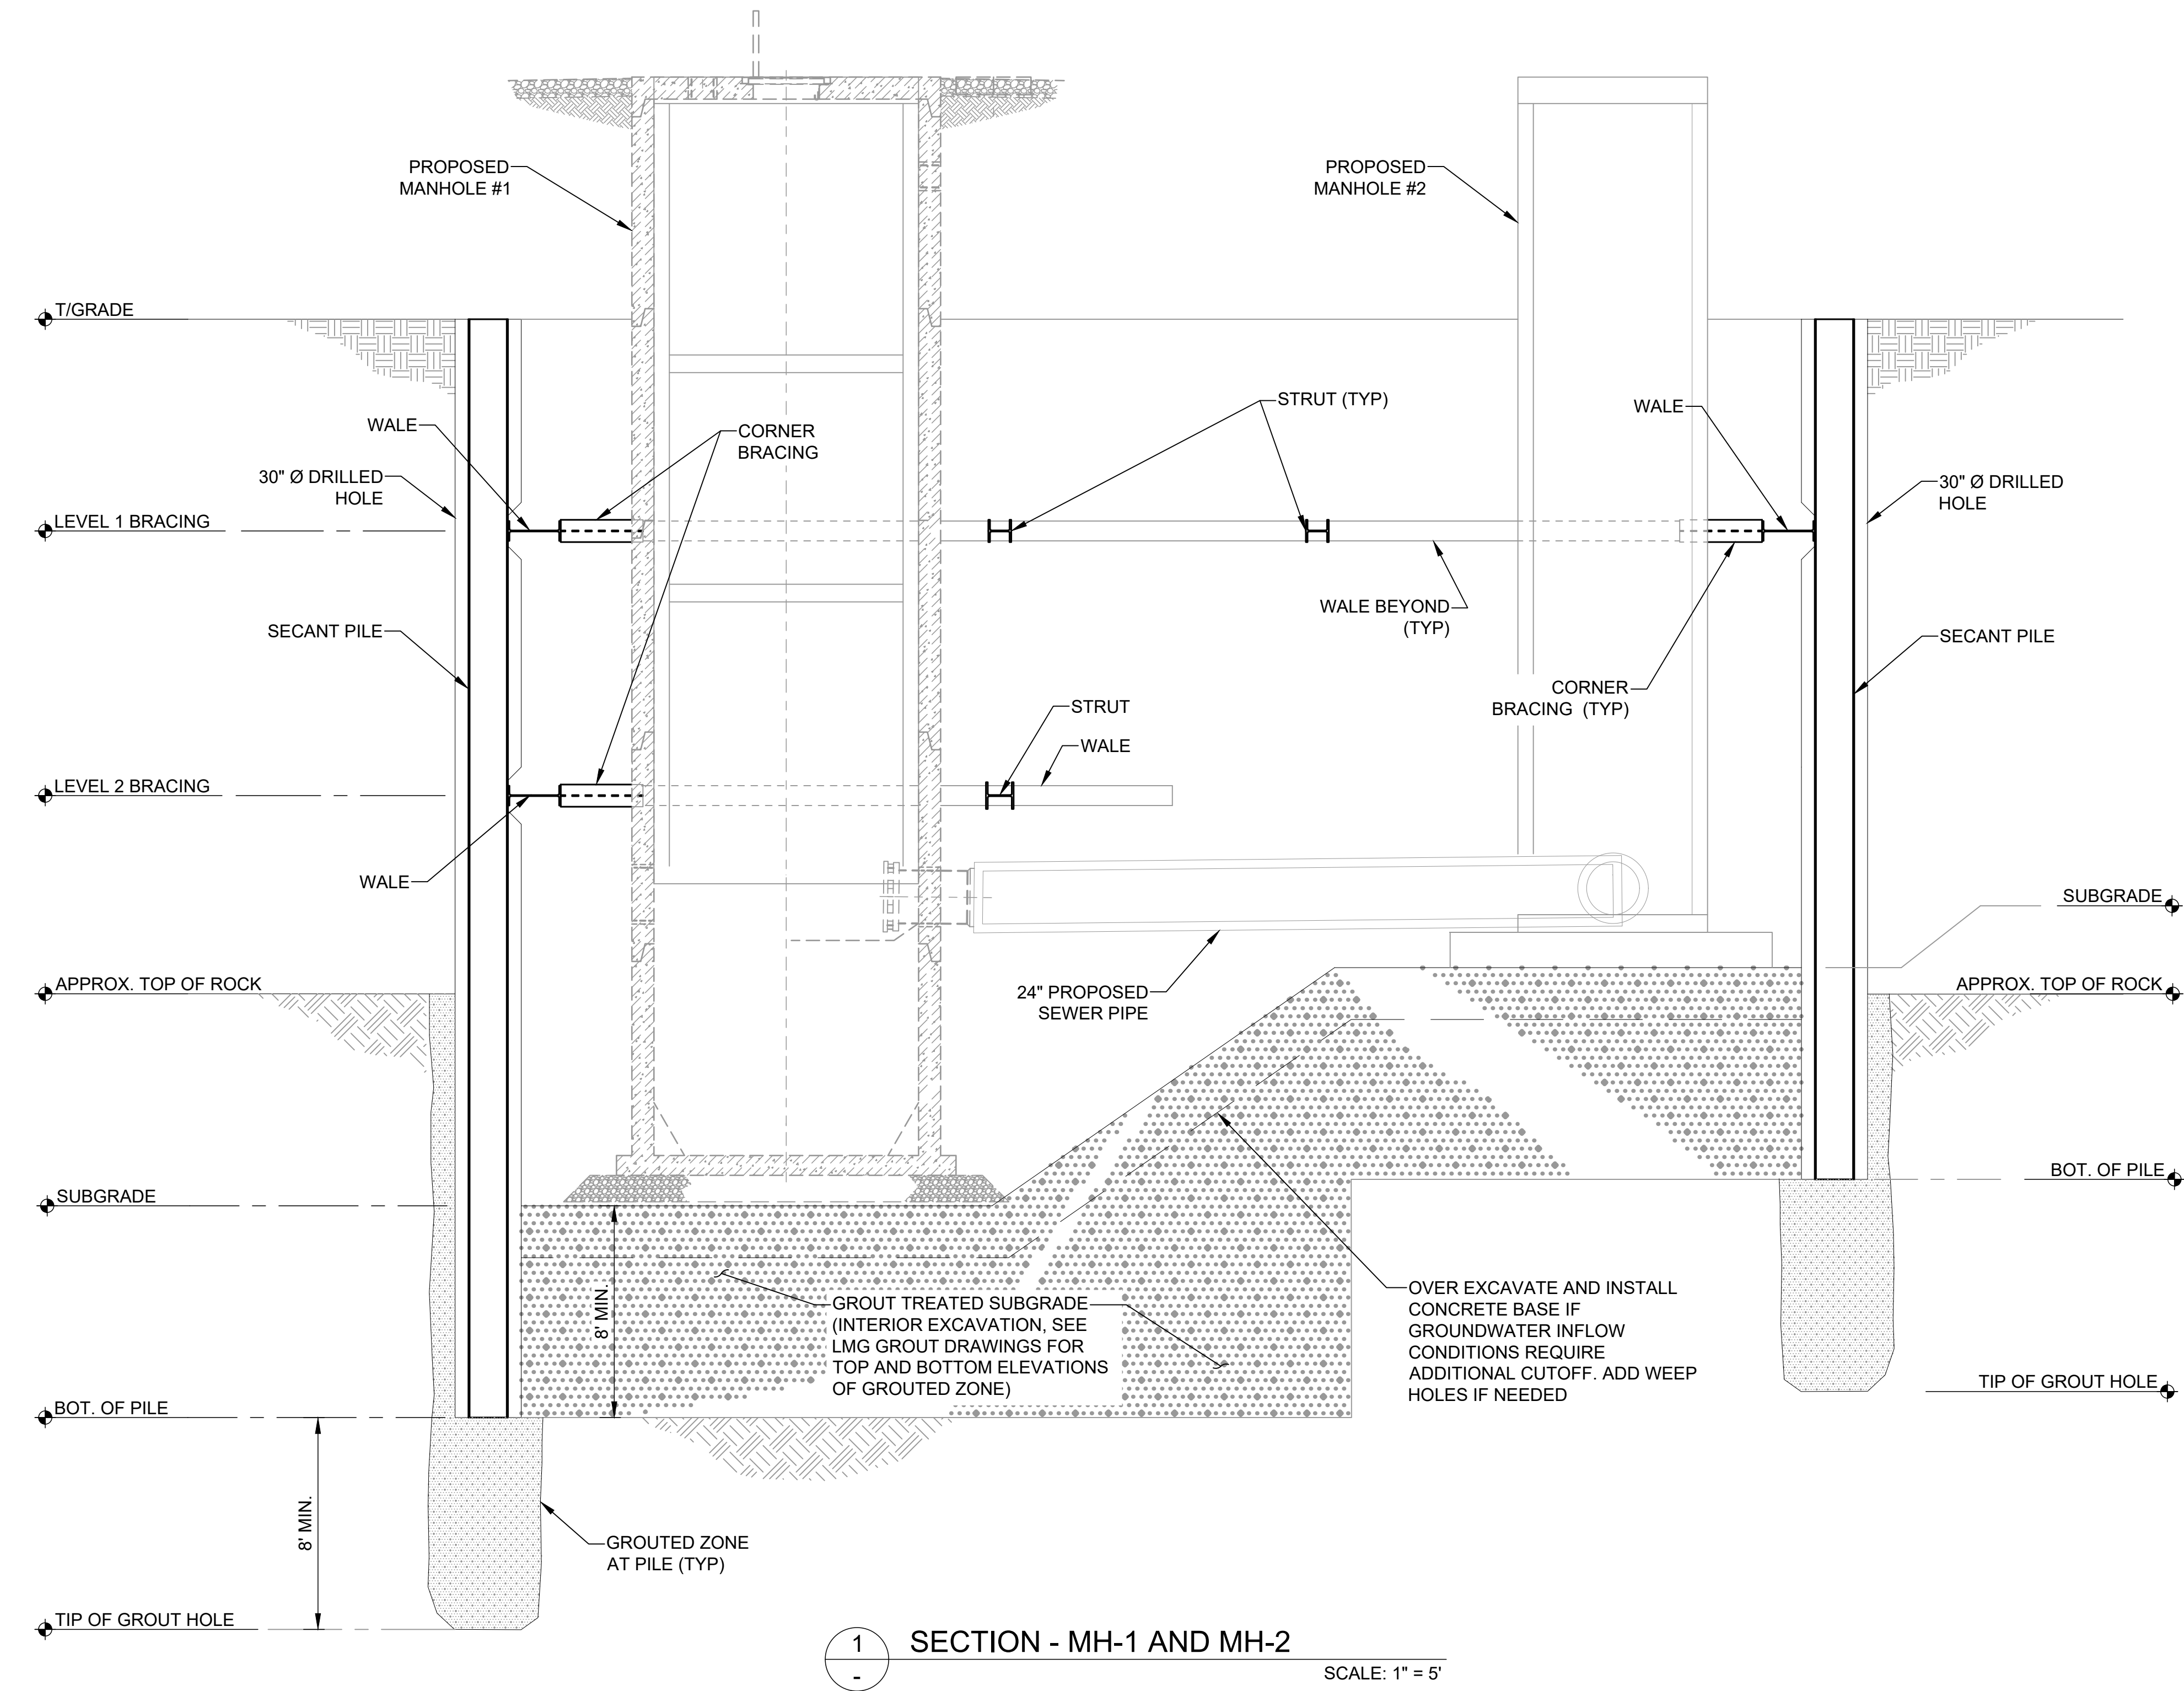 PROPOSED
MANHOLE #1
PROPOSED
MANHOLE #2
T/GRADE
WALE
CORNER
BRACING
STRUT (TYP)
WALE
30" Ø DRILLED
HOLE
30" Ø DRILLED
HOLE
LEVEL 1 BRACING
WALE BEYOND
(TYP)
SECANT PILE
SECANT PILE
CORNER
BRACING (TYP)
STRUT
WALE
LEVEL 2 BRACING
WALE
SUBGRADE
APPROX. TOP OF ROCK
24" PROPOSED
SEWER PIPE
APPROX. TOP OF ROCK
BOT. OF PILE
SUBGRADE
8' MIN.
GROUT TREATED SUBGRADE
(INTERIOR EXCAVATION, SEE
LMG GROUT DRAWINGS FOR
TOP AND BOTTOM ELEVATIONS
OF GROUTED ZONE)
OVER EXCAVATE AND INSTALL
CONCRETE BASE IF
GROUNDWATER INFLOW
CONDITIONS REQUIRE
ADDITIONAL CUTOFF. ADD WEEP
HOLES IF NEEDED
TIP OF GROUT HOLE
BOT. OF PILE
8' MIN.
GROUTED ZONE
AT PILE (TYP)
TIP OF GROUT HOLE
1
-
SECTION - MH-1 AND MH-2
SCALE: 1" = 5'